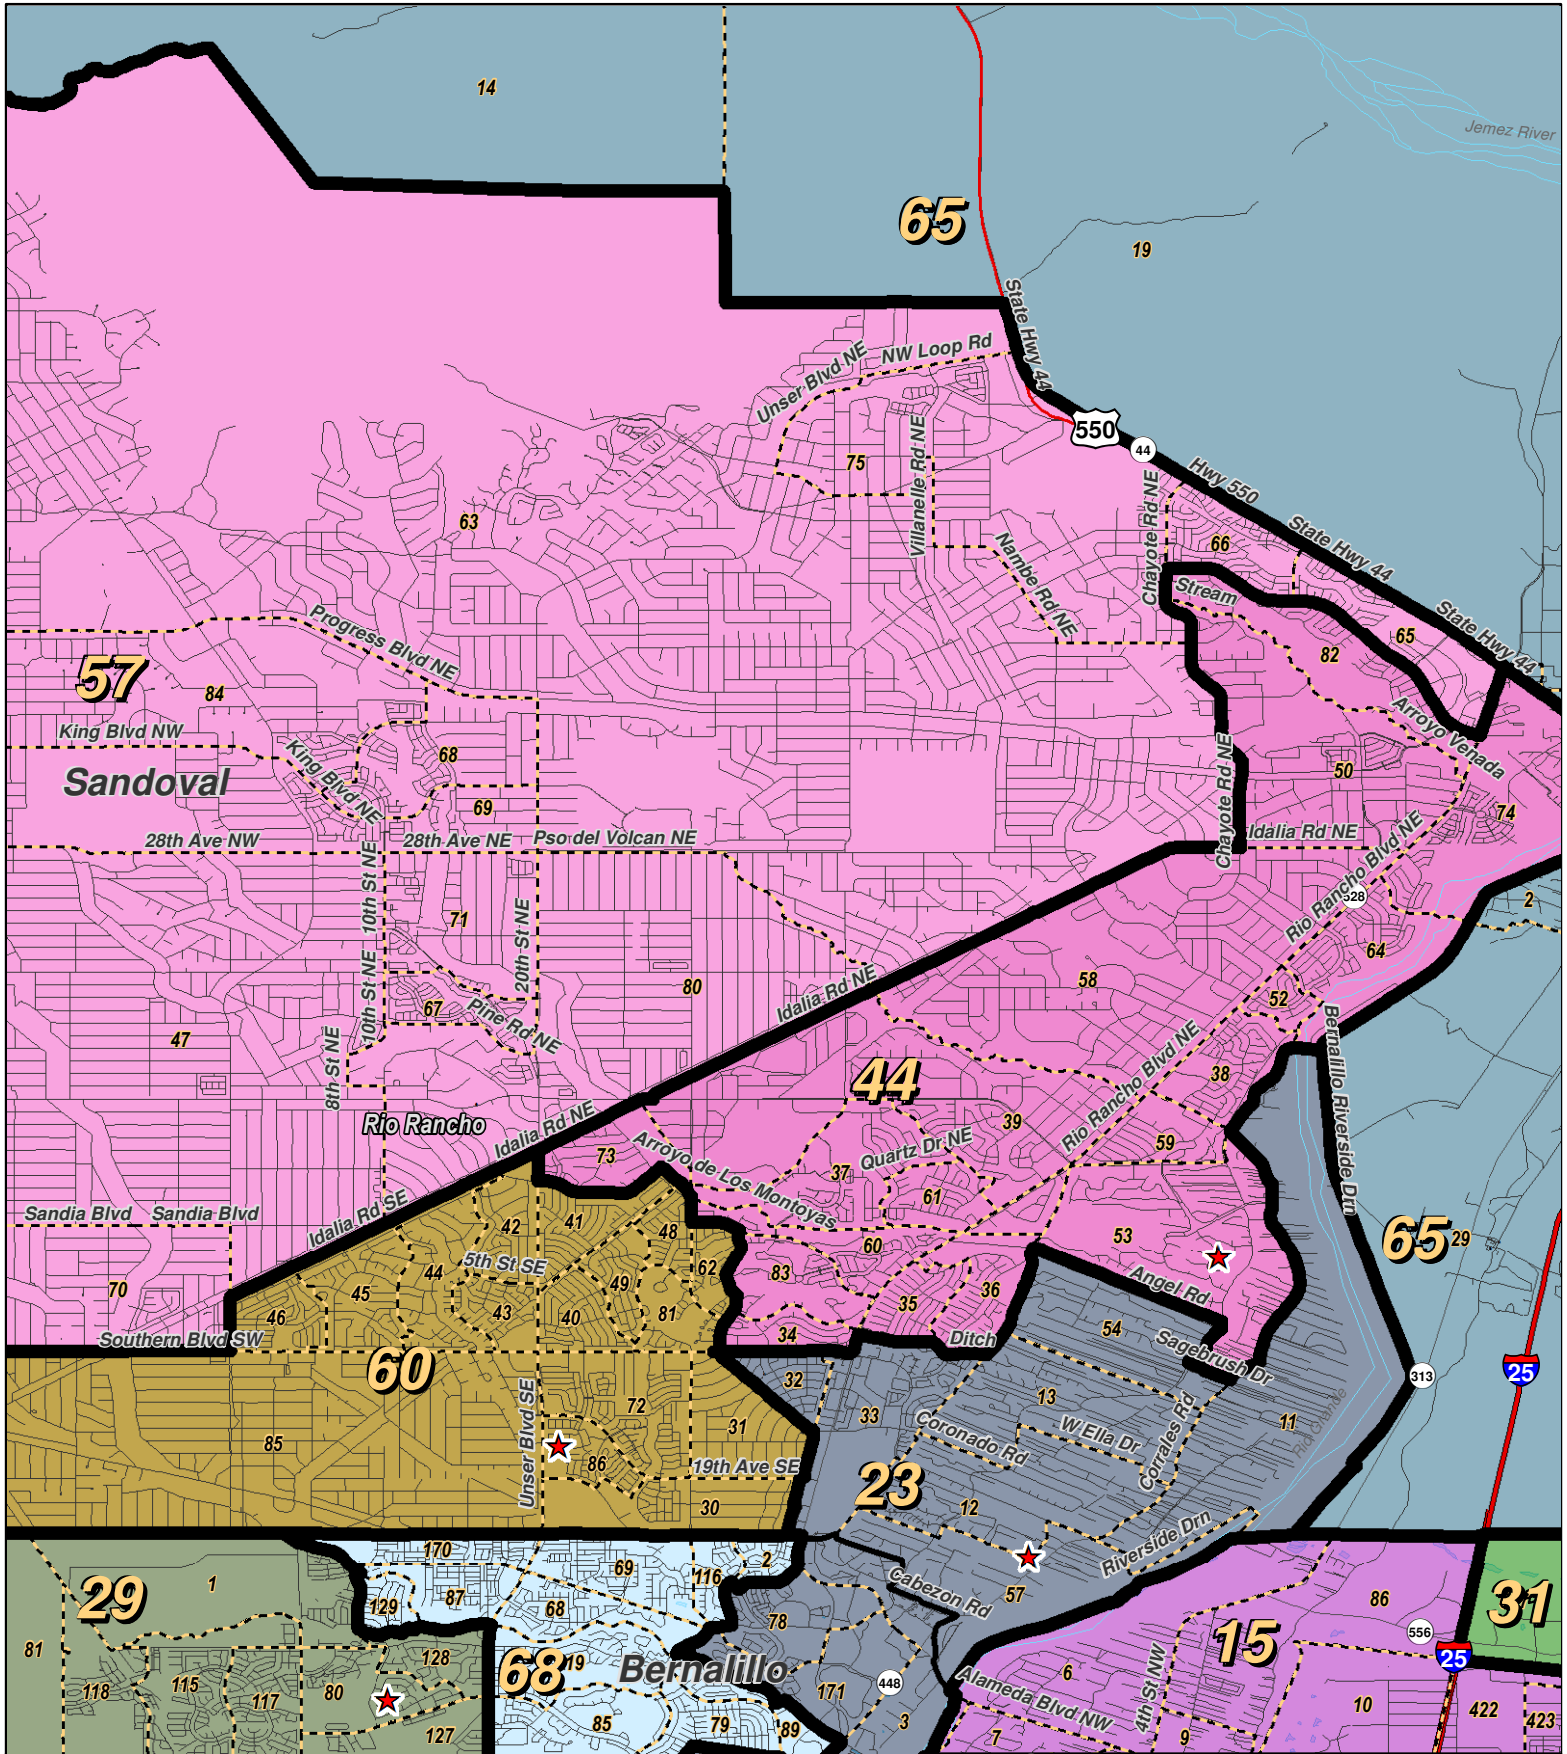 14
Jemez River
65
19
State Hwy 44
NW Loop Rd
Unser Blvd NE
550
44
Villanelle Rd NE
75
Chayote Rd NE
Hwy 550
63
66
State Hwy 44
Nambe Rd NE
Stream
State Hwy 44
65
82
Progress Blvd NE
57
84
King Blvd NW
King Blvd NE
68
Arroyo Venada
Sandoval
69
Chayote Rd NE
50
74
28th Ave NW
28th Ave NE
Pso del Volcan NE
Idalia Rd NE
10th St NE
20th St NE
Rio Rancho Blvd NE
528
2
71
64
10th St NE
80
Idalia Rd NE
58
52
67
Pine Rd NE
47
8th St NE
Bernalillo Riverside Drn
44
38
Rio Rancho Blvd NE
Rio Rancho
Idalia Rd NE
39
73
Arroyo de Los Montoyas
Quartz Dr NE
59
37
61
Sandia Blvd
Sandia Blvd
Idalia Rd SE
42
41
48
53
65
29
60
5th St SE
44
62
83
70
45
49
36
Angel Rd
46
43
40
81
35
34
Ditch
54
Sagebrush Dr
Southern Blvd SW
60
32
13
25
313
Unser Blvd SE
72
31
33
Coronado Rd
W Ella Dr
Corrales Rd
11
Rio Grande
85
86
19th Ave SE
23
30
12
Riverside Drn
170
2
69
116
29
1
129
87
68
Cabezon Rd
57
86
31
81
128
78
15
556
25
68
19
Bernalillo
118
115
117
80
171
448
6
Alameda Blvd NW
4th St NW
10
422
423
127
85
79
89
3
7
9